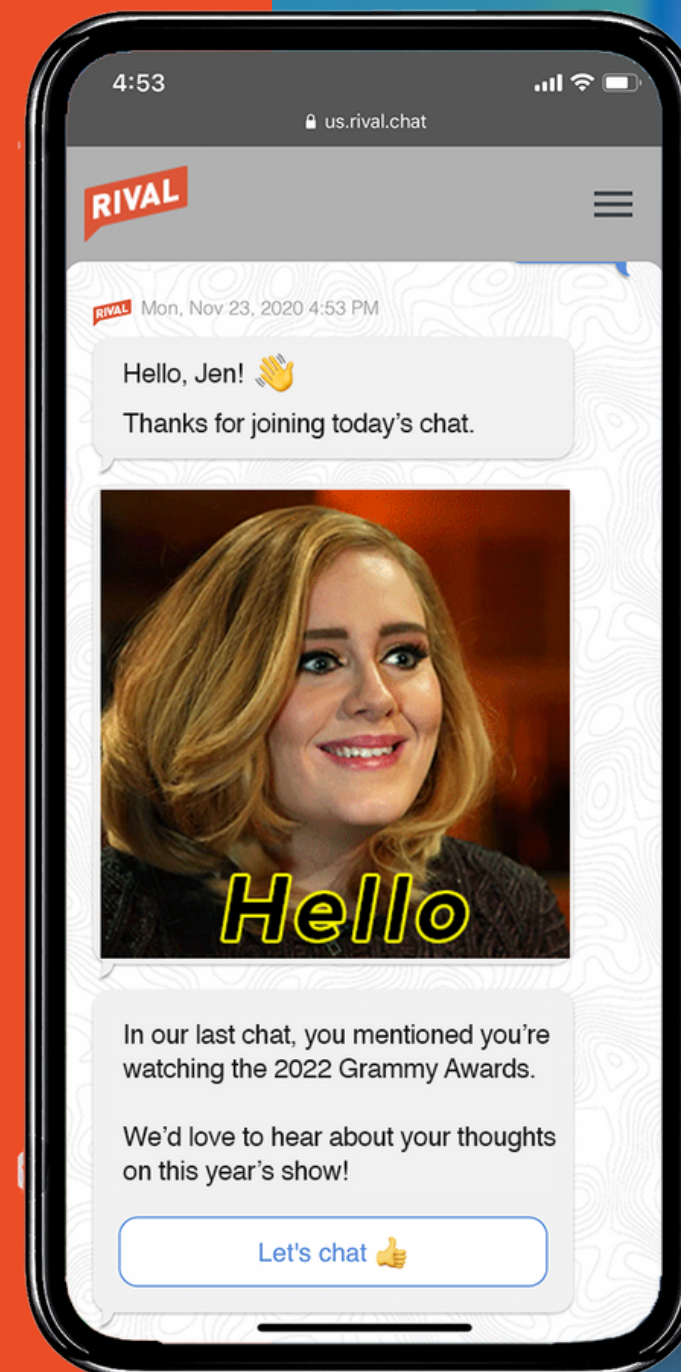 4:53
us.rival.chat
RIVAL
RIVAL Mon, Nov 23, 2020 4:53 PM
Hello, Jen! 👋
Thanks for joining today’s chat.
Hello
In our last chat, you mentioned you’re
watching the 2022 Grammy Awards.
We’d love to hear about your thoughts
on this year’s show!
Let's chat 👍